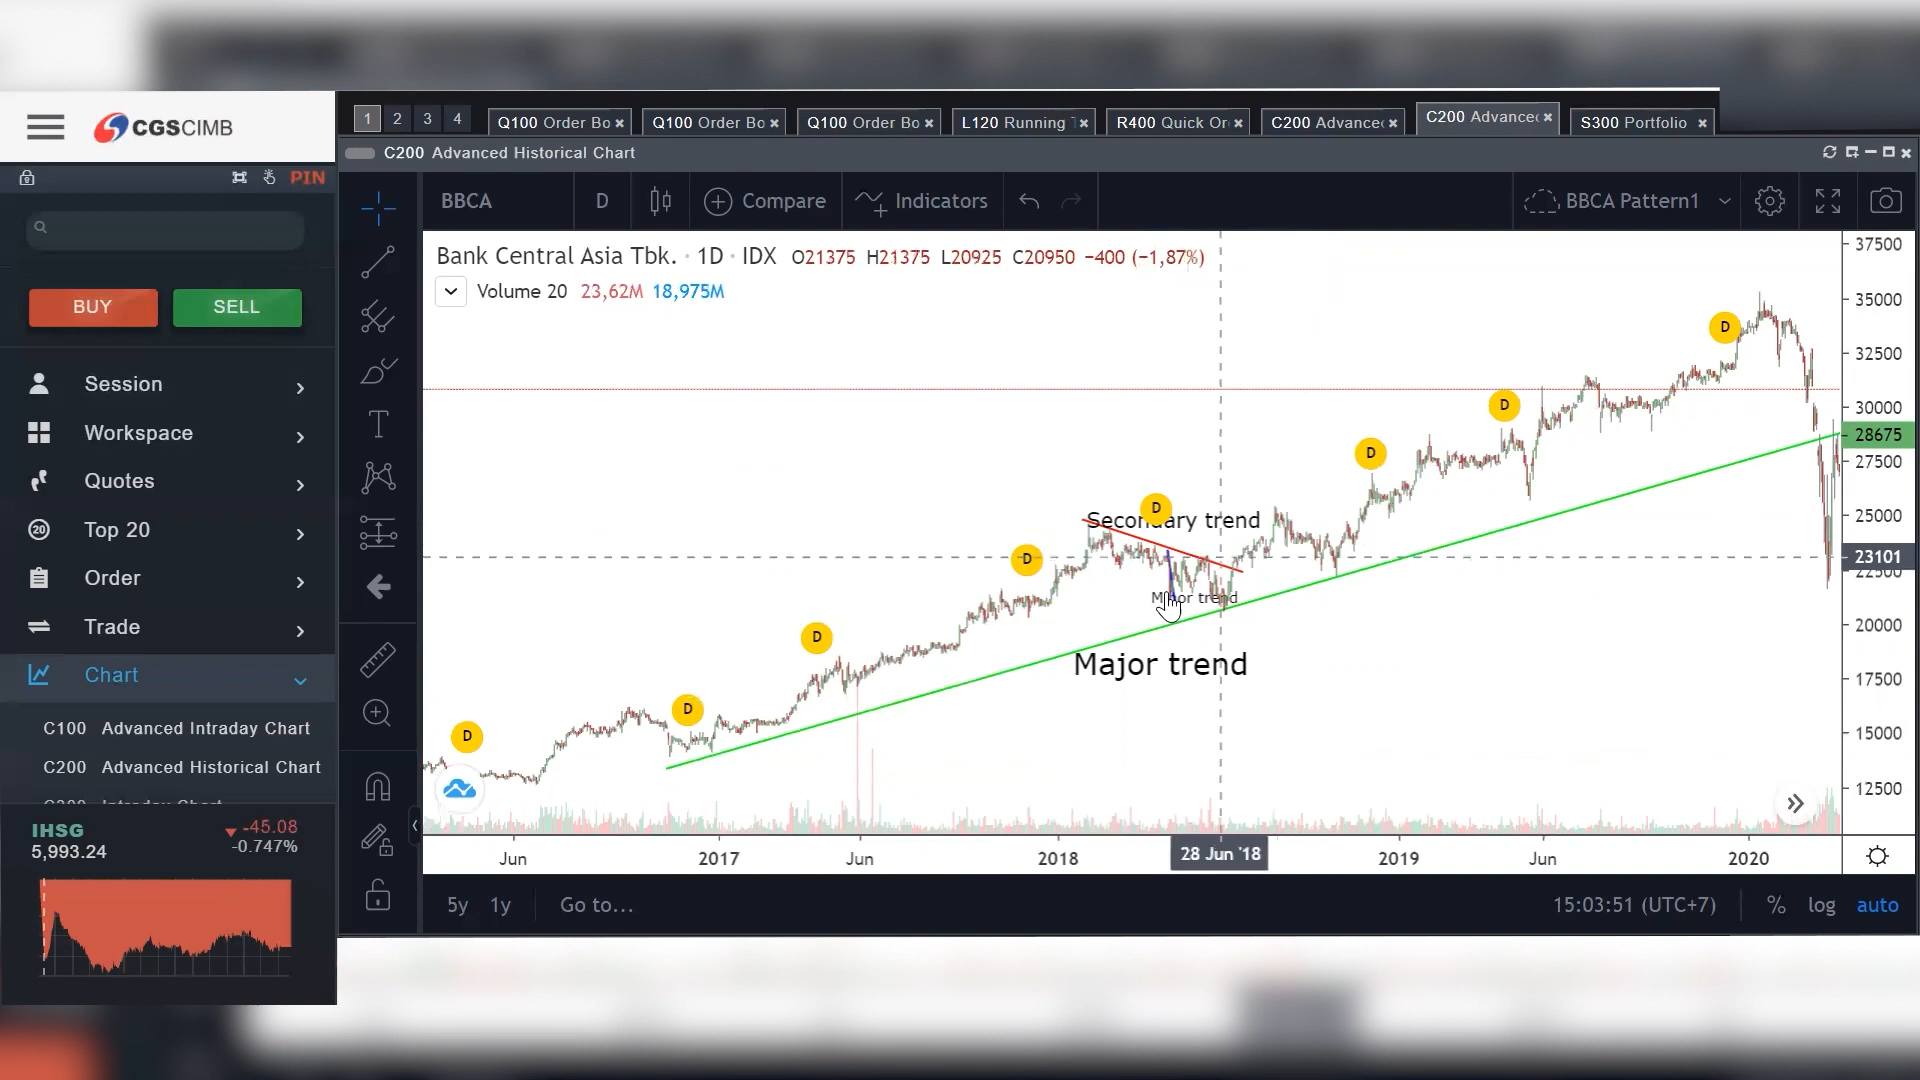 CGSCIMB
1 2 3 4
Q100 Order Bo
Q100 Order Bo
Q100 Order Bo
L120 Running
R400 Quick Or
C200 Advance
C200 Advance
S300 Portfolio
C200 Advanced Historical Chart
PIN
BBCA
D
Compare
Indicators
BBCA Pattern1
Bank Central Asia Tbk. · 1D · IDX O21375 H21375 L20925 C20950 −400 (−1,87%)
Volume 20 23,62M 18,975M
BUY
SELL
Session
Workspace
Quotes
20
Top 20
Order
Trade
Chart
C100 Advanced Intraday Chart
C200 Advanced Historical Chart
IHSG
-45.08
5,993.24
-0.747%
D
D
D
D
D
D
D
D
Secondary trend
Major trend
Major trend
37500
35000
32500
30000
28675
27500
25000
23101
22500
20000
17500
15000
12500
Jun
2017
Jun
2018
28 Jun '18
2019
Jun
2020
5y 1y
Go to...
15:03:51 (UTC+7)
%
log
auto